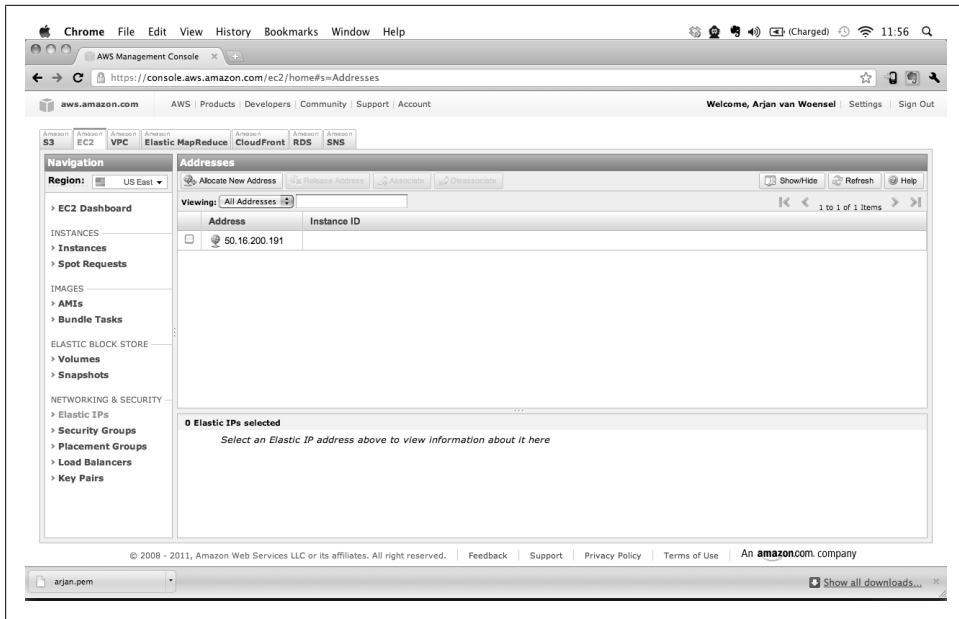 Chrome File Edit View History Bookmarks Window Help (Charged) 11:56
AWS Management Console
https://console.aws.amazon.com/ec2/home#s=Addresses
aws.amazon.com AWS | Products | Developers | Community | Support | Account Welcome, Arjan van Woensel | Settings | Sign Out
Amazon S3 Amazon EC2 Amazon VPC Amazon Elastic MapReduce Amazon CloudFront Amazon RDS Amazon SNS
Navigation
Region: US East
> EC2 Dashboard
INSTANCES
> Instances
> Spot Requests
IMAGES
> AMIs
> Bundle Tasks
ELASTIC BLOCK STORE
> Volumes
> Snapshots
NETWORKING & SECURITY
> Elastic IPs
> Security Groups
> Placement Groups
> Load Balancers
> Key Pairs
Addresses
Allocate New Address Release Address Associate Disassociate Show/Hide Refresh Help
Viewing: All Addresses 1 to 1 of 1 Items
Address Instance ID
50.16.200.191
0 Elastic IPs selected
Select an Elastic IP address above to view information about it here
© 2008 - 2011, Amazon Web Services LLC or its affiliates. All right reserved. | Feedback | Support | Privacy Policy | Terms of Use An amazon.com. company
arjan.pem Show all downloads...